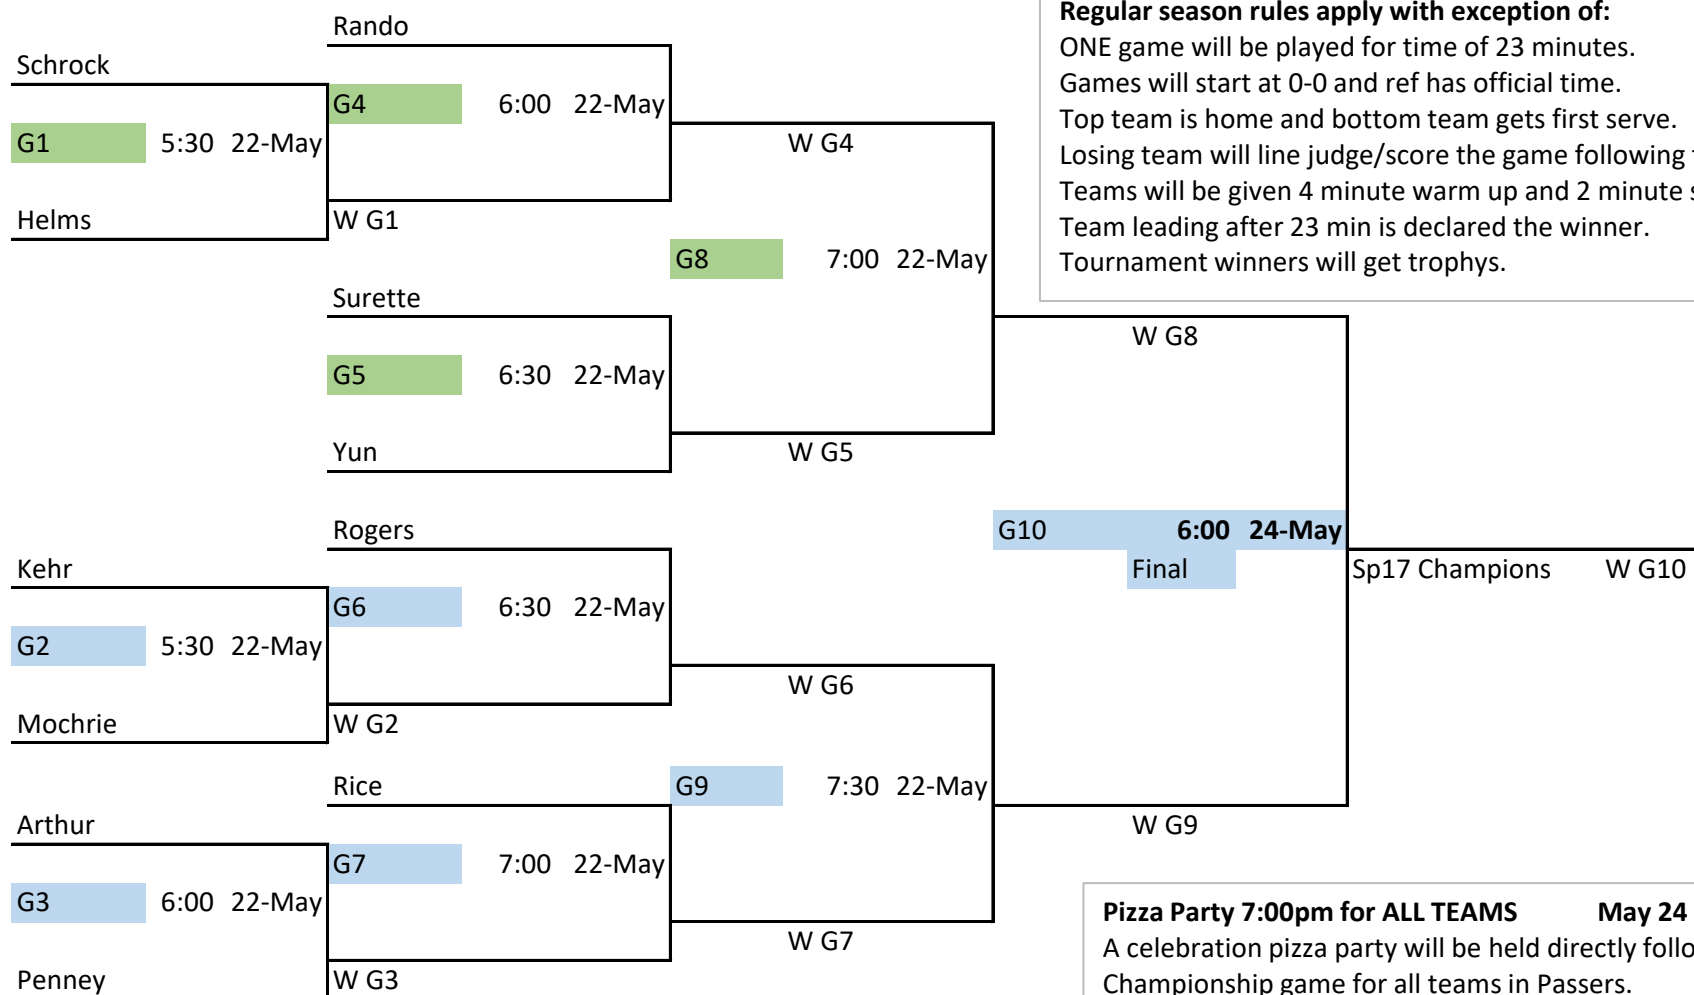 Regular season rules apply with exception of:
ONE game will be played for time of 23 minutes.
Games will start at 0-0 and ref has official time.
Top team is home and bottom team gets first serve.
Losing team will line judge/score the game following
Teams will be given 4 minute warm up and 2 minute
Team leading after 23 min is declared the winner.
Tournament winners will get trophys.
Rando
Schrock
G4 6:00 22-May
G1 5:30 22-May
W G4
Helms
W G1
G8 7:00 22-May
Surette
W G8
G5 6:30 22-May
Yun
W G5
Rogers
G10 6:00 24-May
Kehr
Final
Sp17 Champions W G10
G6 6:30 22-May
G2 5:30 22-May
W G6
Mochrie
W G2
Rice
G9 7:30 22-May
Arthur
W G9
G7 7:00 22-May
G3 6:00 22-May
W G7
Penney
W G3
Pizza Party 7:00pm for ALL TEAMS May 24
A celebration pizza party will be held directly
Championship game for all teams in Passers.